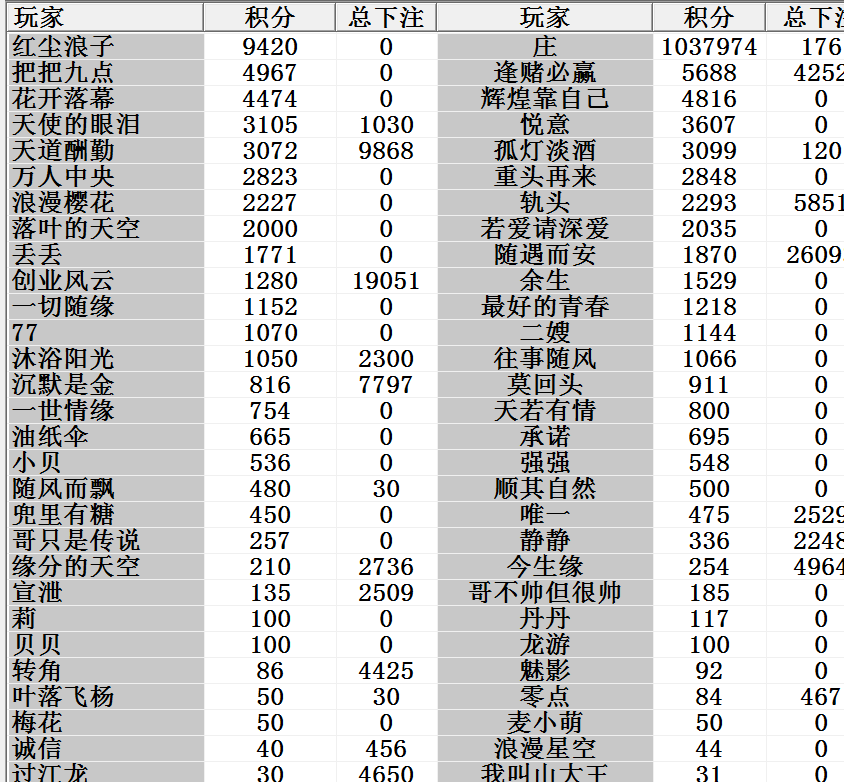 玩家 积分 总下注 玩家 积分 总下
红尘浪子 9420 0 庄 1037974 176
把把九点 4967 0 逢赌必赢 5688 4252
花开落幕 4474 0 辉煌靠自己 4816 0
天使的眼泪 3105 1030 悦意 3607 0
天道酬勤 3072 9868 孤灯淡酒 3099 120
万人中央 2823 0 重头再来 2848 0
浪漫樱花 2227 0 轨头 2293 5851
落叶的天空 2000 0 若爱请深爱 2035 0
丢丢 1771 0 随遇而安 1870 2609
创业风云 1280 19051 余生 1529 0
一切随缘 1152 0 最好的青春 1218 0
77 1070 0 二嫂 1144 0
沐浴阳光 1050 2300 往事随风 1066 0
沉默是金 816 7797 莫回头 911 0
一世情缘 754 0 天若有情 800 0
油纸伞 665 0 承诺 695 0
小贝 536 0 强强 548 0
随风而飘 480 30 顺其自然 500 0
兜里有糖 450 0 唯一 475 2529
哥只是传说 257 0 静静 336 2248
缘分的天空 210 2736 今生缘 254 4964
宣泄 135 2509 哥不帅但很帅 185 0
莉 100 0 丹丹 117 0
贝贝 100 0 龙游 100 0
转角 86 4425 魅影 92 0
叶落飞杨 50 30 零点 84 467
梅花 50 0 麦小萌 50 0
诚信 40 456 浪漫星空 44 0
过江龙 30 4650 我叫山大王 31 0